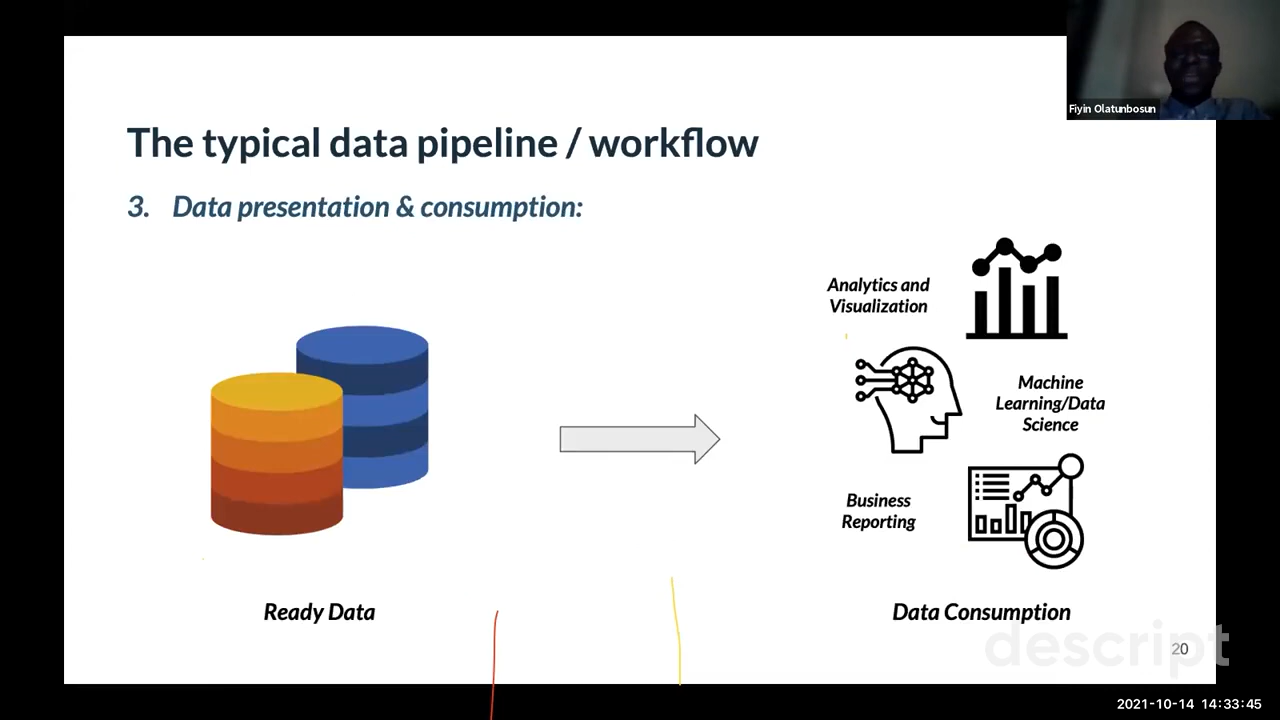 Fiyin Olatunbosun
The typical data pipeline / workflow
3. Data presentation & consumption:
Analytics and
Visualization
Machine
Learning/Data
Science
Business
Reporting
Ready Data
Data Consumption
descript
20
2021-10-14 14:33:45